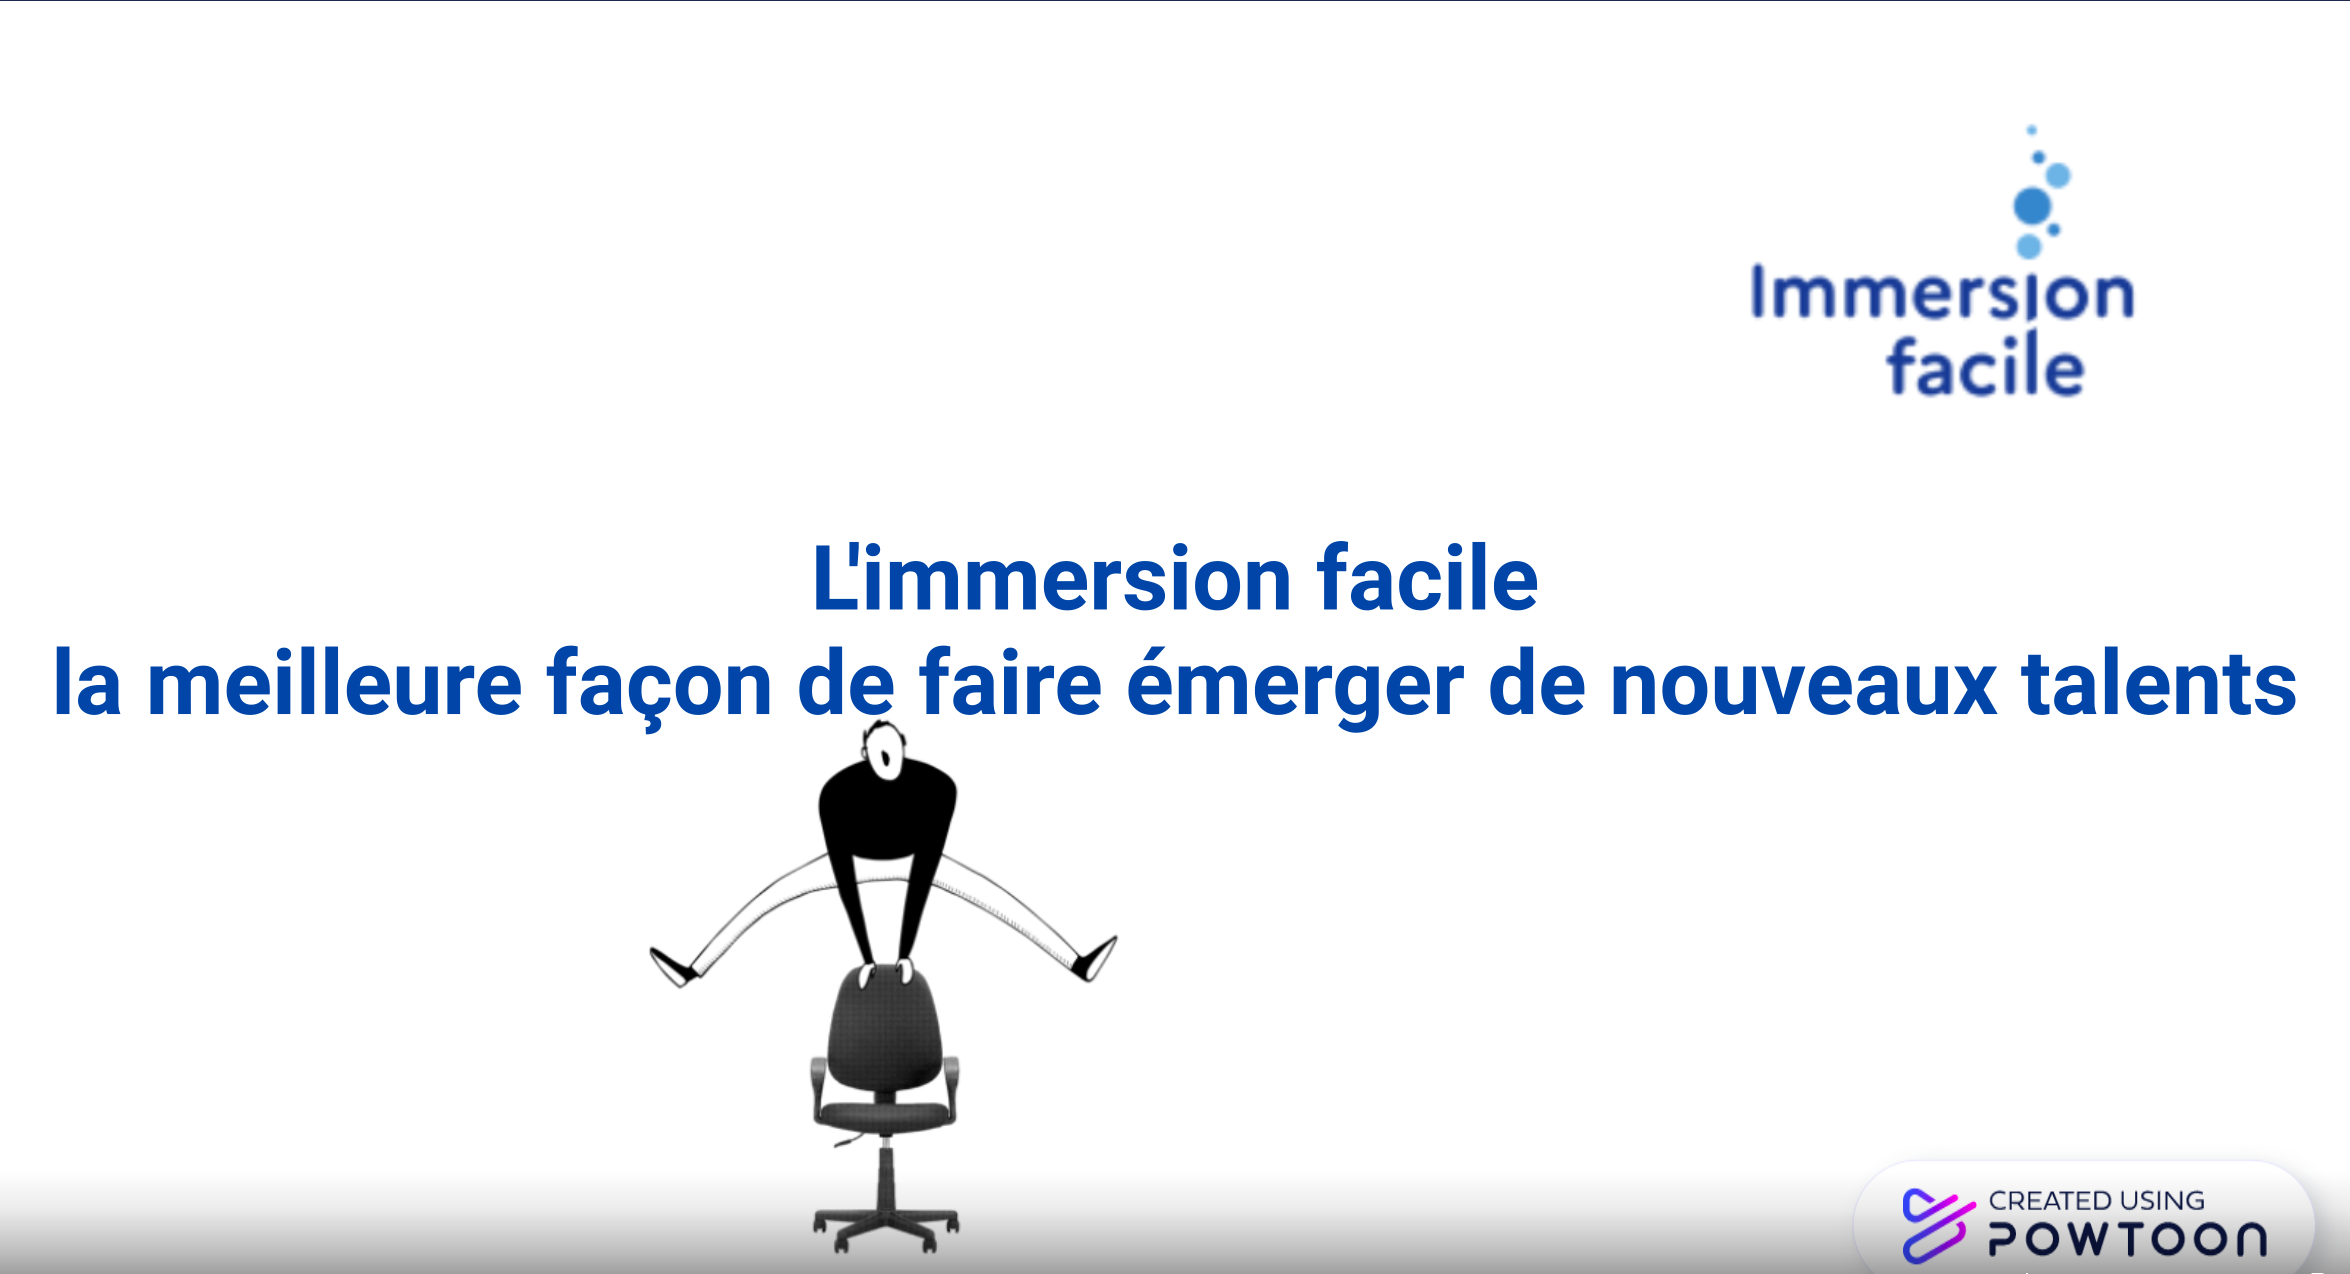 Immersion
facile
L'immersion facile
la meilleure façon de faire émerger de nouveaux talents
CREATED USING
POWTOON